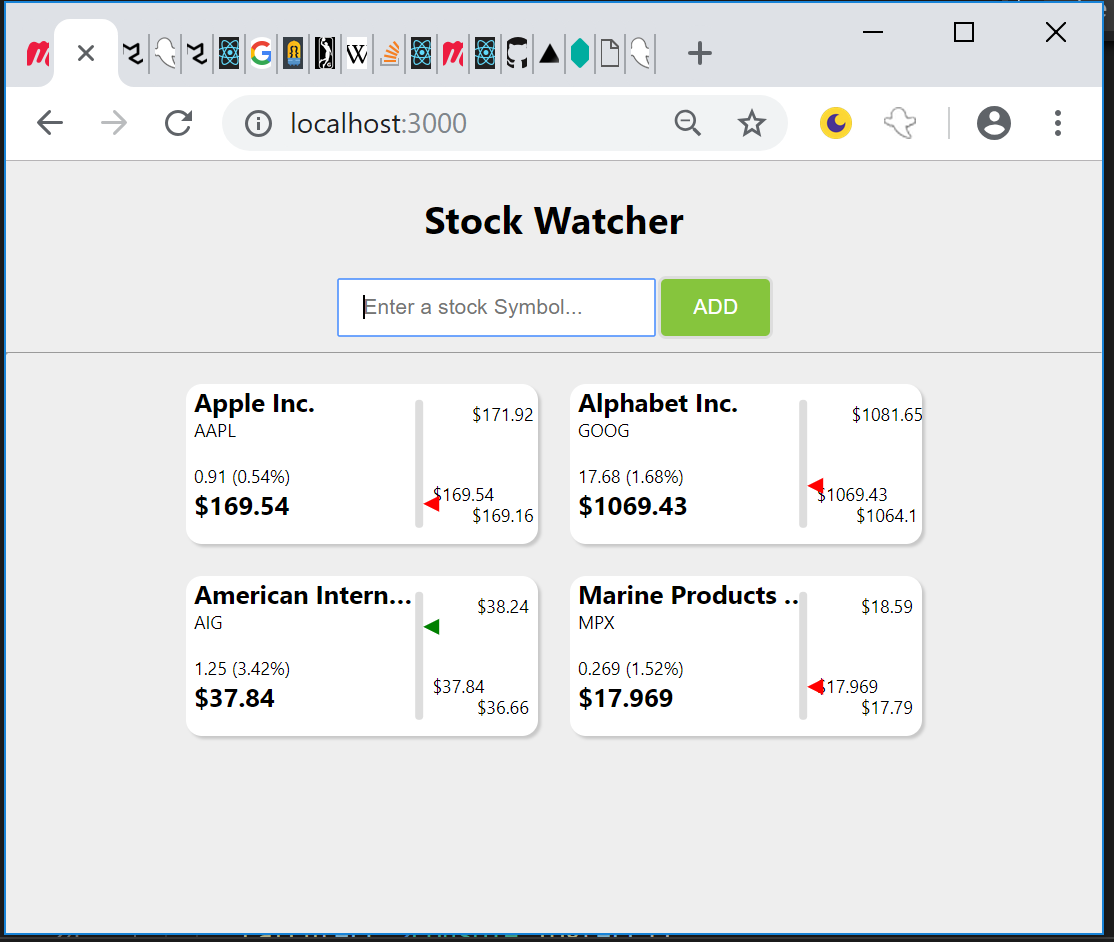 localhost:3000
Stock Watcher
Enter a stock Symbol...
ADD
Apple Inc.
AAPL
0.91 (0.54%)
$169.54
$171.92
$169.54
$169.16
Alphabet Inc.
GOOG
17.68 (1.68%)
$1069.43
$1081.65
$1069.43
$1064.1
American Intern...
AIG
1.25 (3.42%)
$37.84
$38.24
$37.84
$36.66
Marine Products ..
MPX
0.269 (1.52%)
$17.969
$18.59
$17.969
$17.79